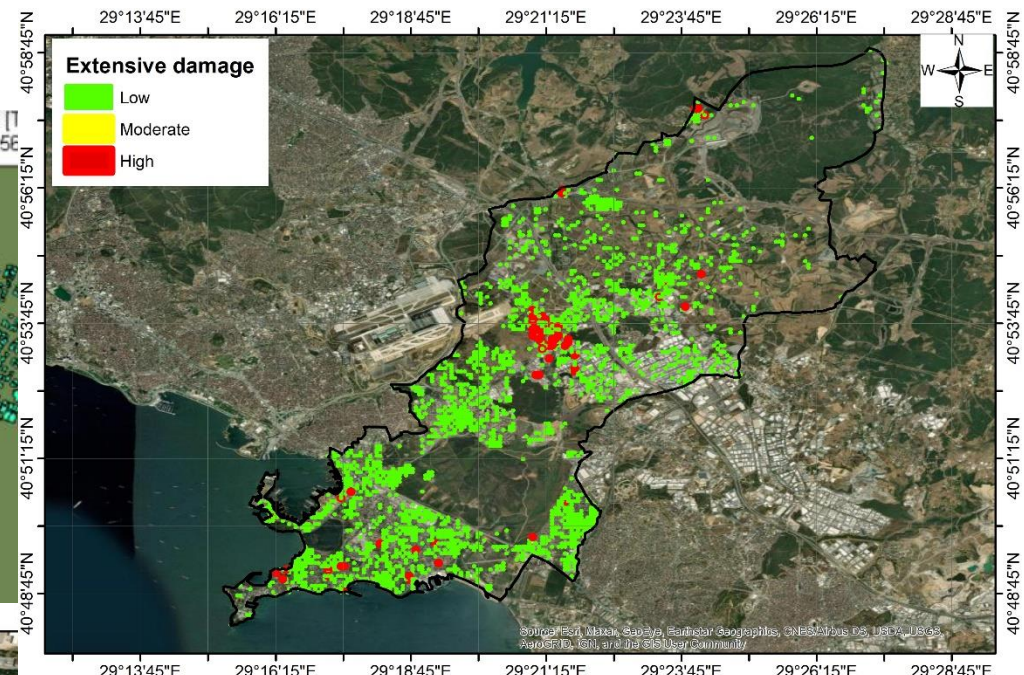 29°13'45"E 29°16'15"E 29°18'45"E 29°21'15"E 29°23'45"E 29°26'15"E 29°28'45"E
40°58'45"N 40°58'45"N
N
W E
S
Extensive damage
Low
Moderate
High
40°56'15"N 40°56'15"N
40°53'45"N 40°53'45"N
40°51'15"N 40°51'15"N
40°48'45"N 40°48'45"N
Source: Esri, Maxar, GeoEye, Earthstar Geographics, CNES/Airbus DS, USDA, USGS,
AeroGRID, IGN, and the GIS User Community
29°13'45"E 29°16'15"E 29°18'45"E 29°21'15"E 29°23'45"E 29°26'15"E 29°28'45"E